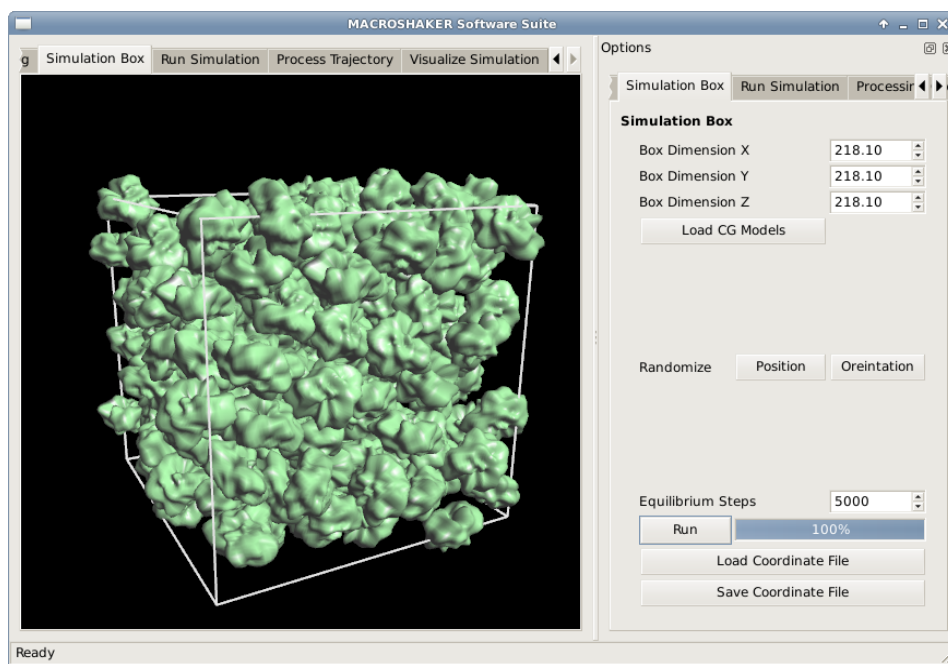 MACROSHAKER Software Suite
g Simulation Box Run Simulation Process Trajectory Visualize Simulation
Options
Simulation Box Run Simulation Processin
Simulation Box
Box Dimension X 218.10
Box Dimension Y 218.10
Box Dimension Z 218.10
Load CG Models
Randomize Position Oreintation
Equilibrium Steps 5000
Run 100%
Load Coordinate File
Save Coordinate File
Ready